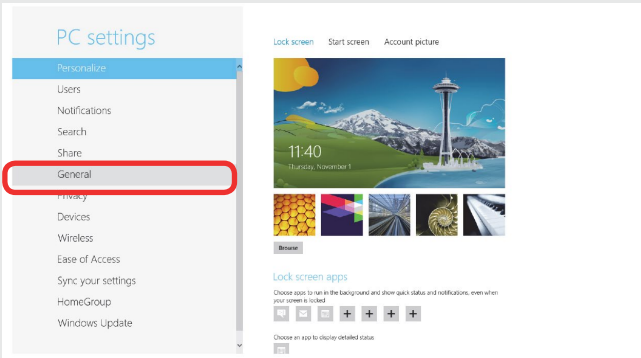 PC settings
Personalize
Users
Notifications
Search
Share
General
Privacy
Devices
Wireless
Ease of Access
Sync your settings
HomeGroup
Windows Update
Lock screen Start screen Account picture
11:40
Thursday, November 1
Browse
Lock screen apps
Choose apps to run in the background and show quick status and notifications, even when
your screen is locked
Choose an app to display detailed status